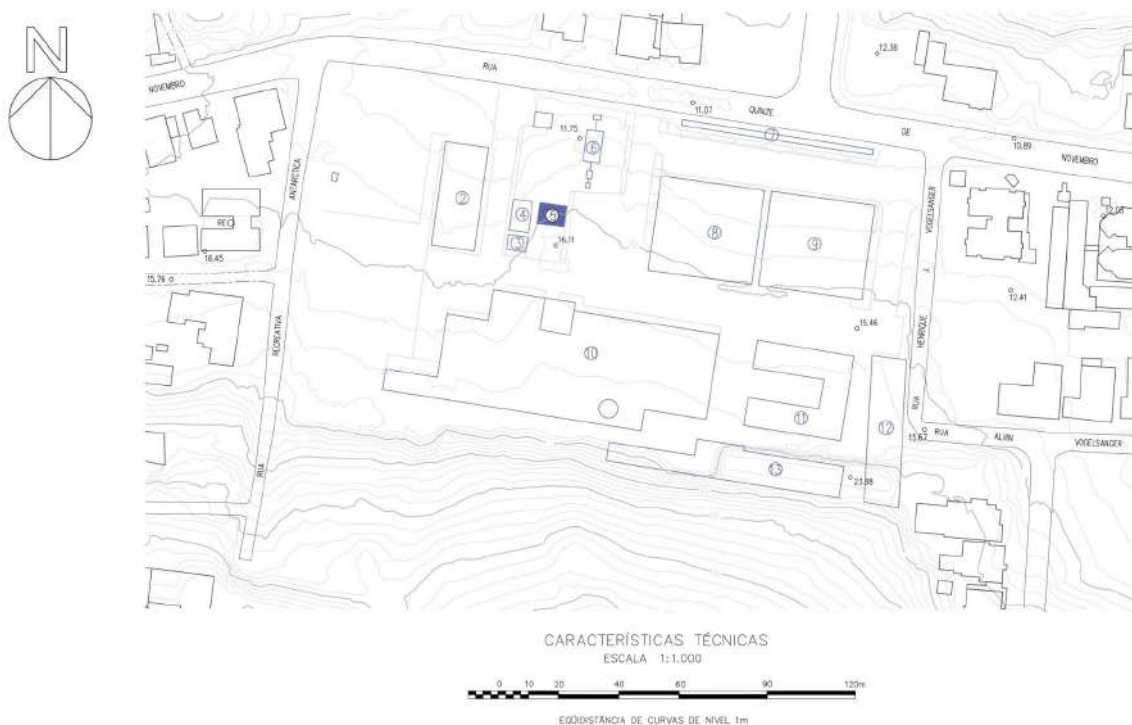 N
12.38
RUA
NOVEMBRO
11.07
QUINZE
DE
10.89
NOVEMBRO
11.75
⑦
⑥
ANTARCTICA
②
VOGELSANGER
④
⑤
③
12.05
REC
16.11
⑧
⑨
16.45
15.76
12.41
T.
15.46
RECREATIVA
HENRIQUE
⑩
RUA
⑪
⑫
15.67
RUA
ALVIN
VOGELSANGER
RUA
⑬
23.88
CARACTERÍSTICAS TÉCNICAS
ESCALA 1:1.000
0 10 20 40 60 90 120m
EQÜIDISTÂNCIA DE CURVAS DE NÍVEL 1m